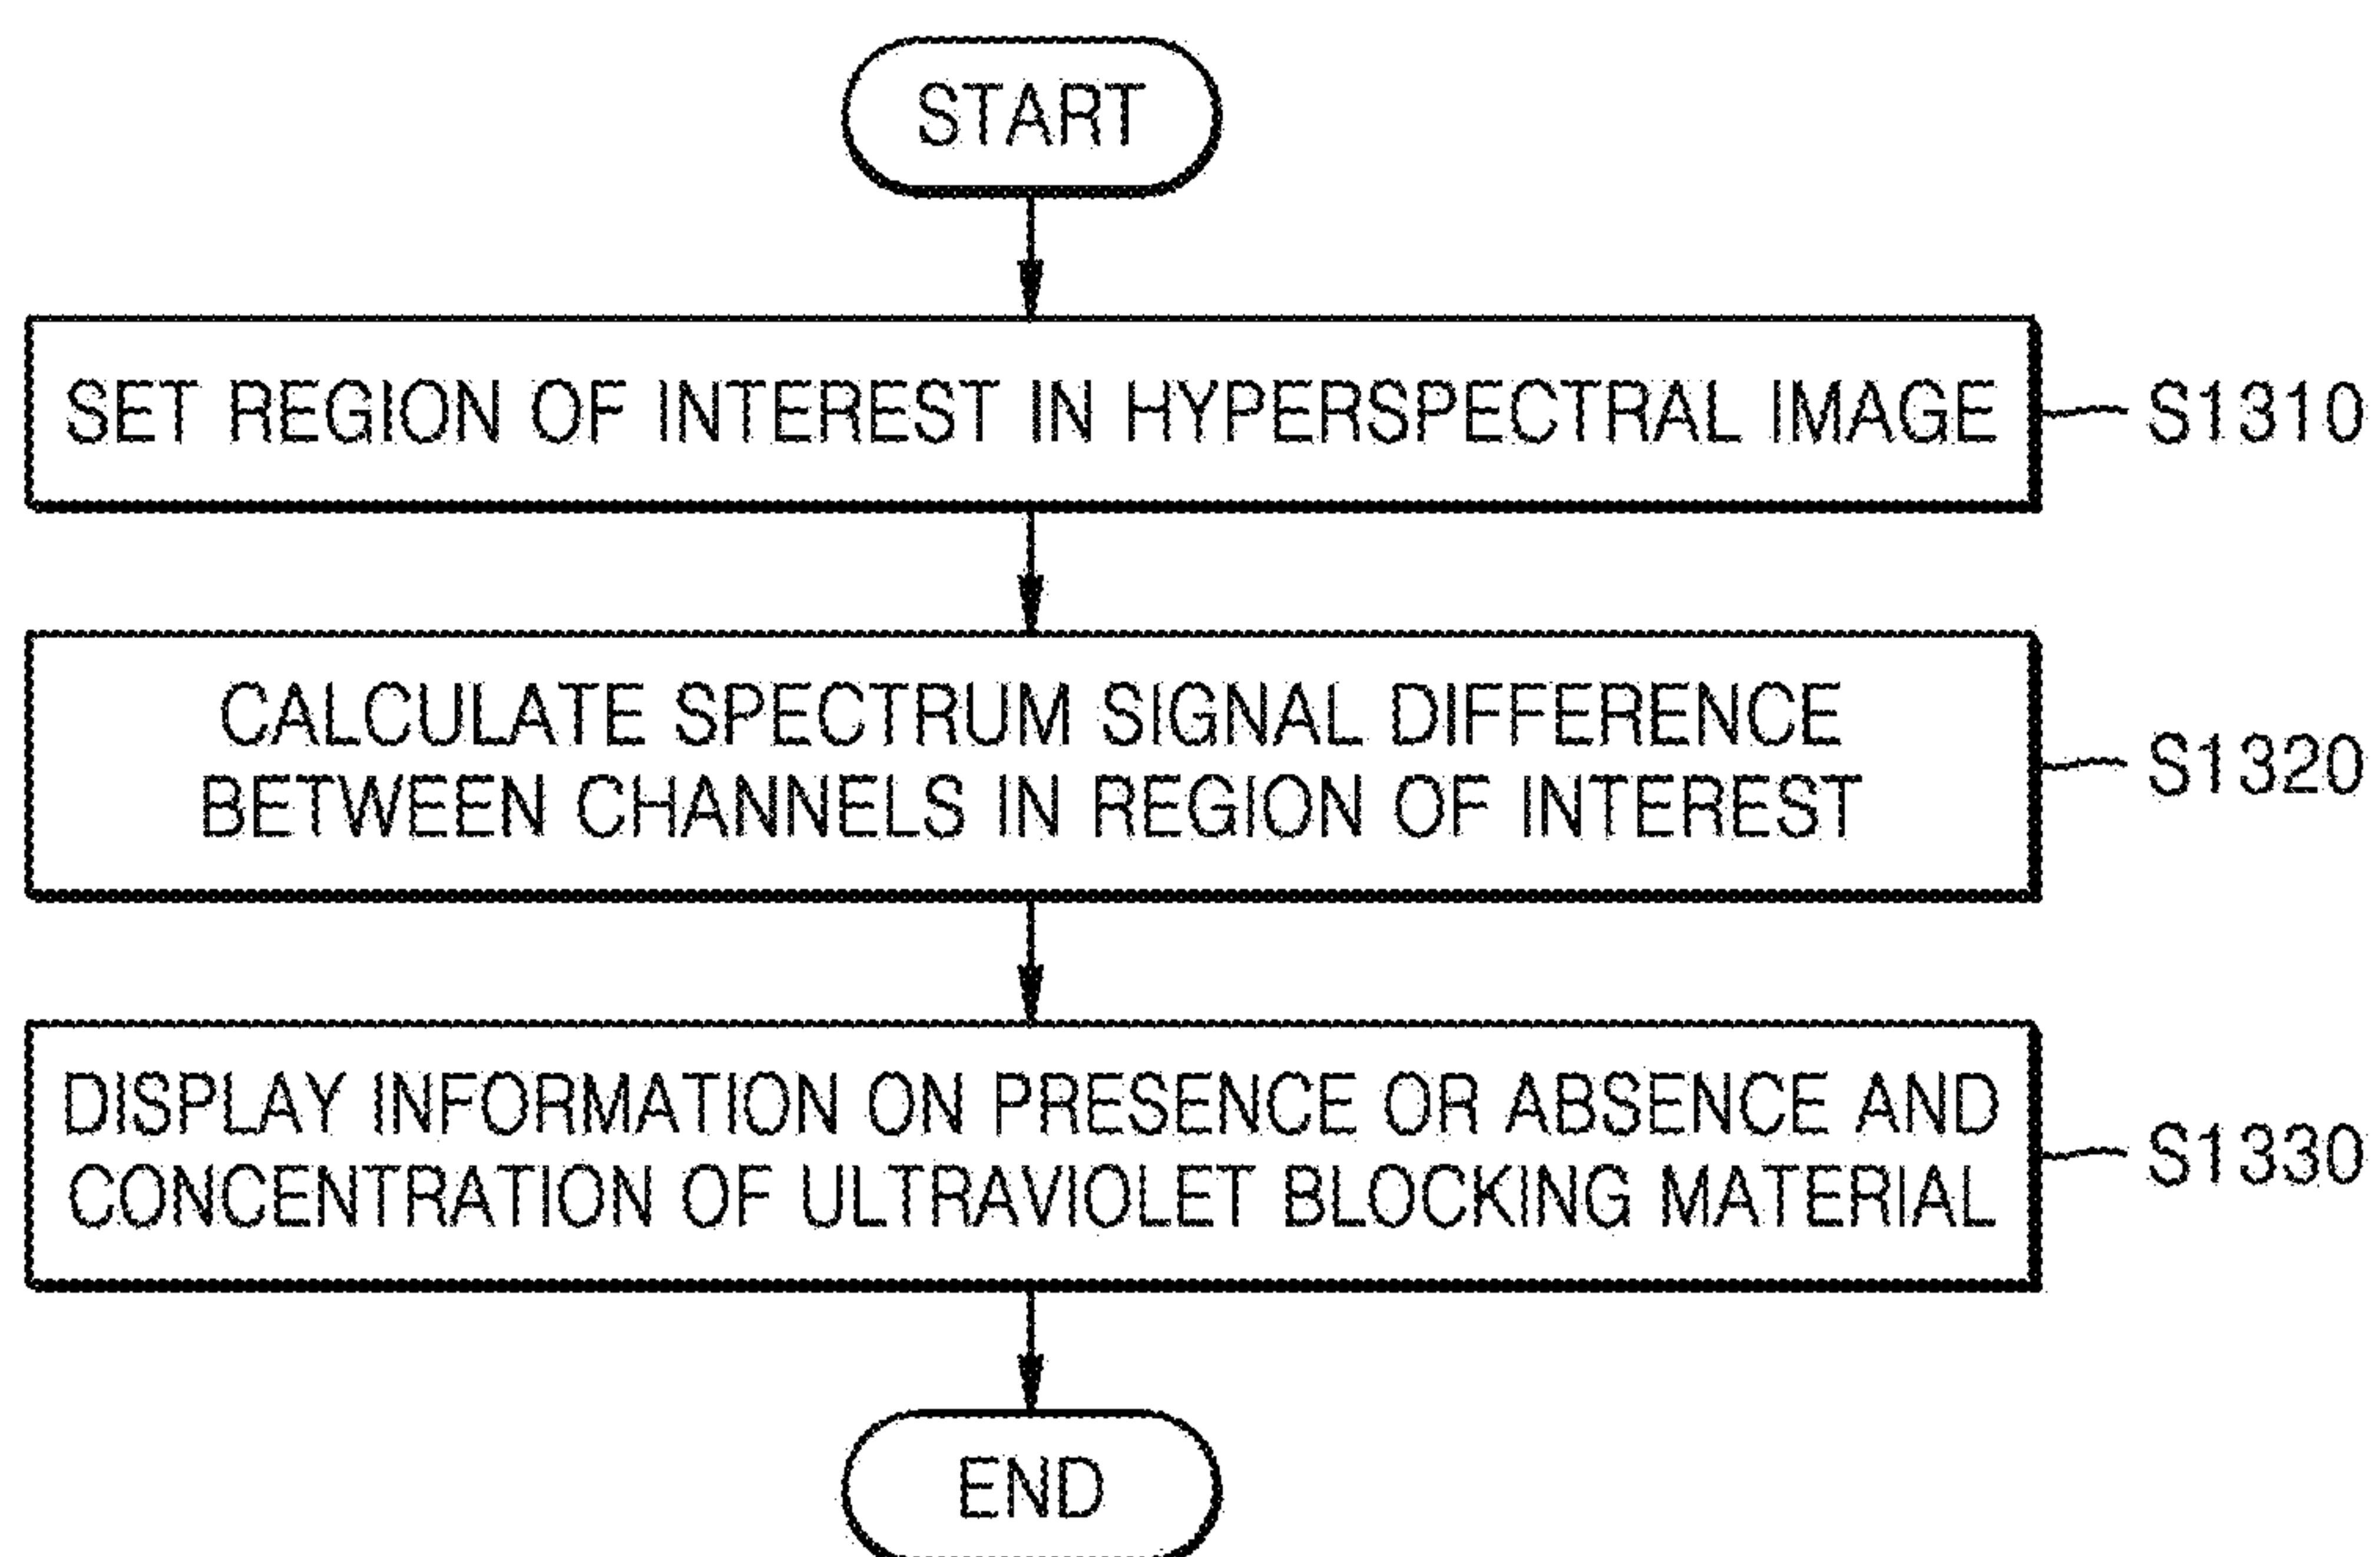 START
SET REGION OF INTEREST IN HYPERSPECTRAL IMAGE
S1310
CALCULATE SPECTRUM SIGNAL DIFFERENCE
BETWEEN CHANNELS IN REGION OF INTEREST
S1320
DISPLAY INFORMATION ON PRESENCE OR ABSENCE AND
CONCENTRATION OF ULTRAVIOLET BLOCKING MATERIAL
S1330
END